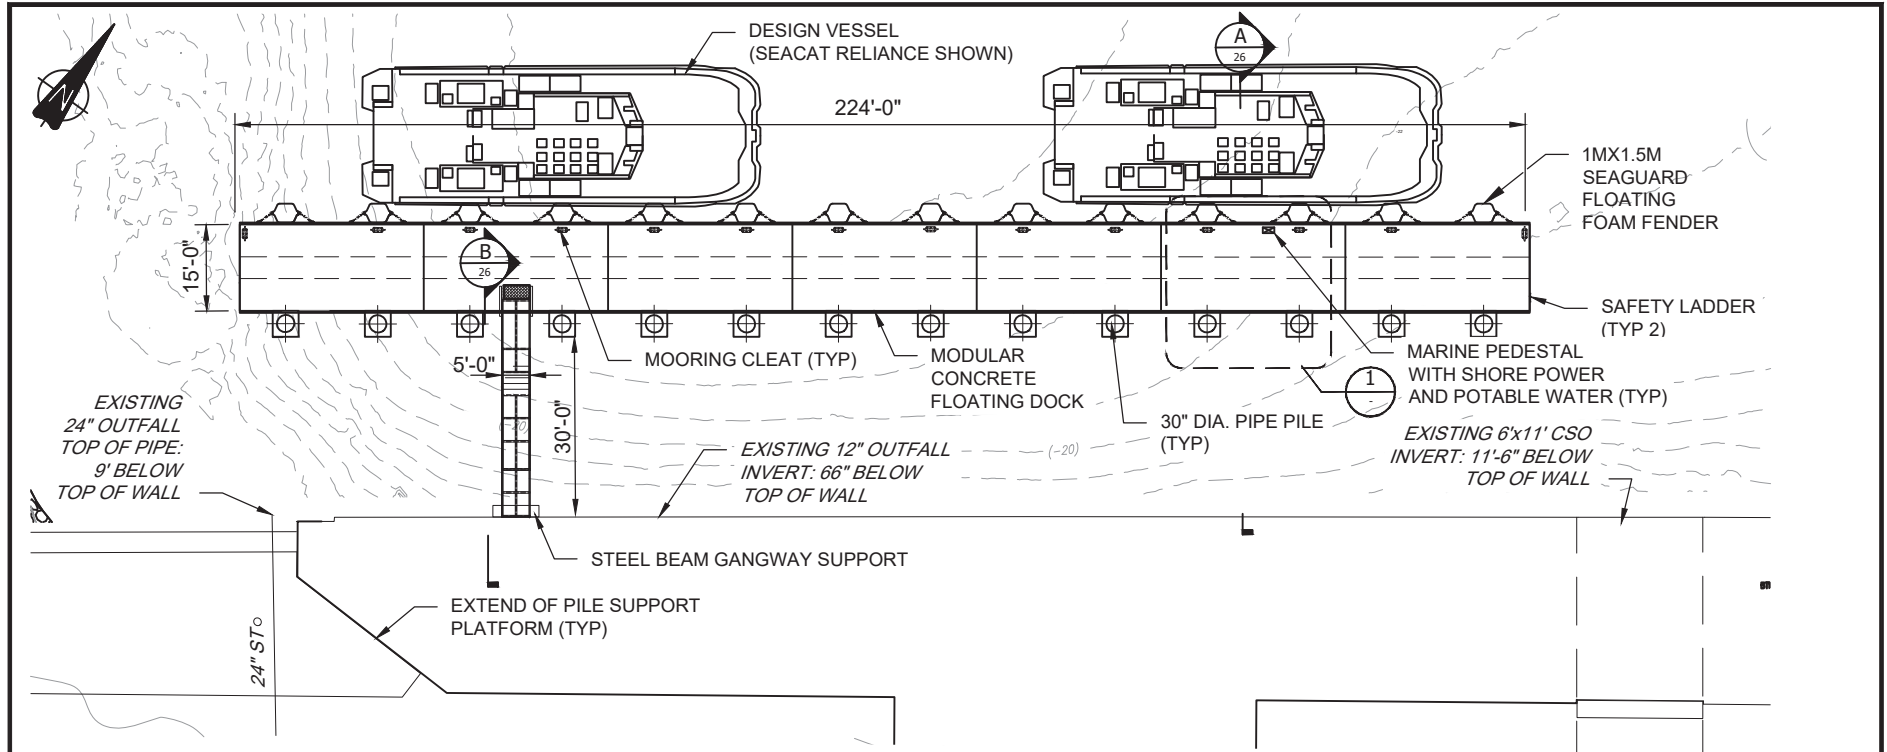 DESIGN VESSEL
(SEACAT RELIANCE SHOWN)
A
26
N
224'-0"
1MX1.5M
SEAGUARD
FLOATING
FOAM FENDER
15'-0"
B
26
SAFETY LADDER
(TYP 2)
MOORING CLEAT (TYP)
MODULAR
CONCRETE
FLOATING DOCK
MARINE PEDESTAL
WITH SHORE POWER
AND POTABLE WATER (TYP)
1
-
5'-0"
30'-0"
30" DIA. PIPE PILE
(TYP)
EXISTING
24" OUTFALL
TOP OF PIPE:
9' BELOW
TOP OF WALL
(-20)
EXISTING 12" OUTFALL
INVERT: 66" BELOW
TOP OF WALL
(-20)
EXISTING 6'x11' CSO
INVERT: 11'-6" BELOW
TOP OF WALL
STEEL BEAM GANGWAY SUPPORT
EXTEND OF PILE SUPPORT
PLATFORM (TYP)
24" ST